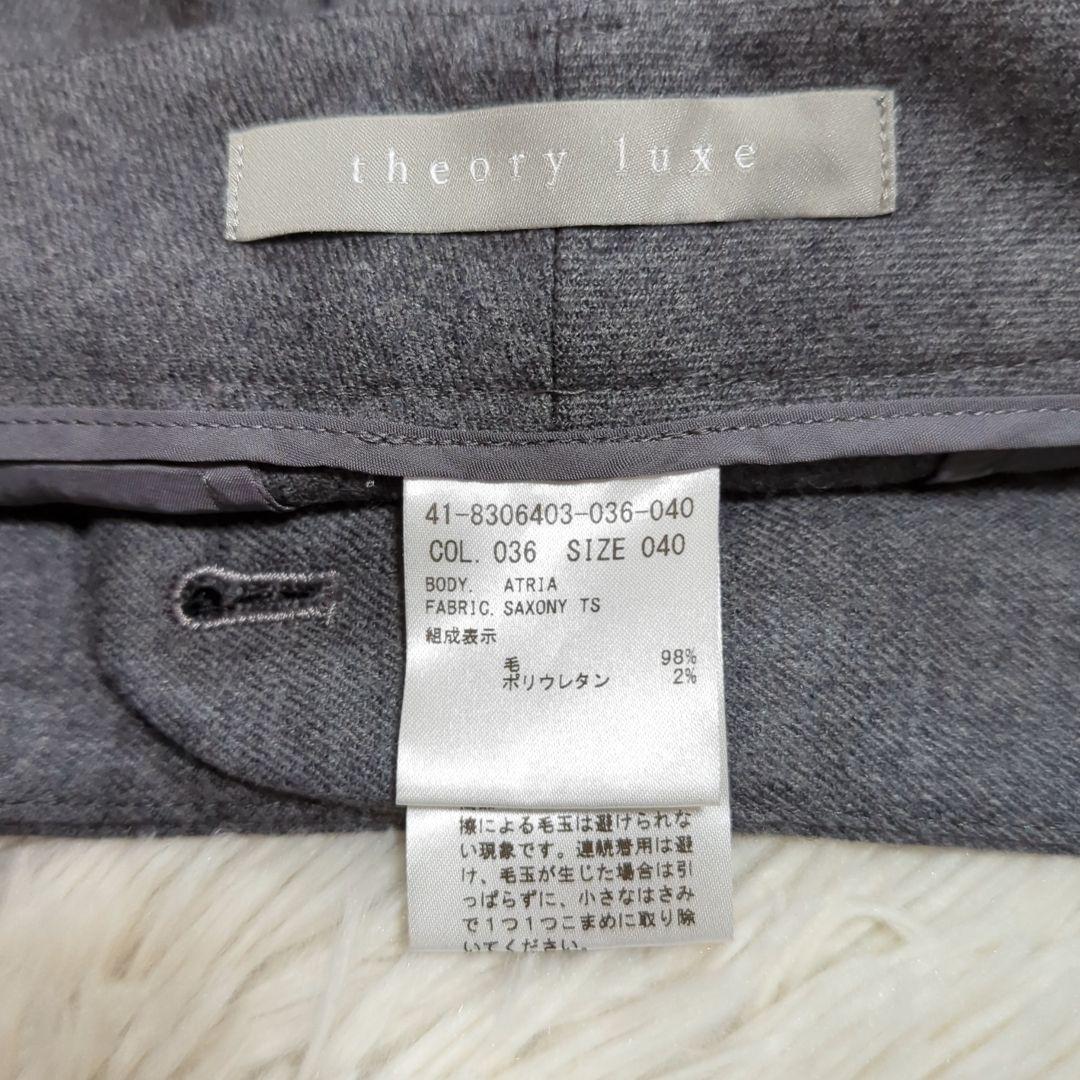 theory luxe
41-8306403-036-040
COL. 036 SIZE 040
BODY. ATRIA
FABRIC. SAXONY TS
組成表示
毛 98%
ポリウレタン 2%
擦による毛玉は避けられな
い現象です。連続着用は避
け、毛玉が生じた場合は引
っぱらずに、小さなはさみ
で1つ1つこまめに取り除
いてください。